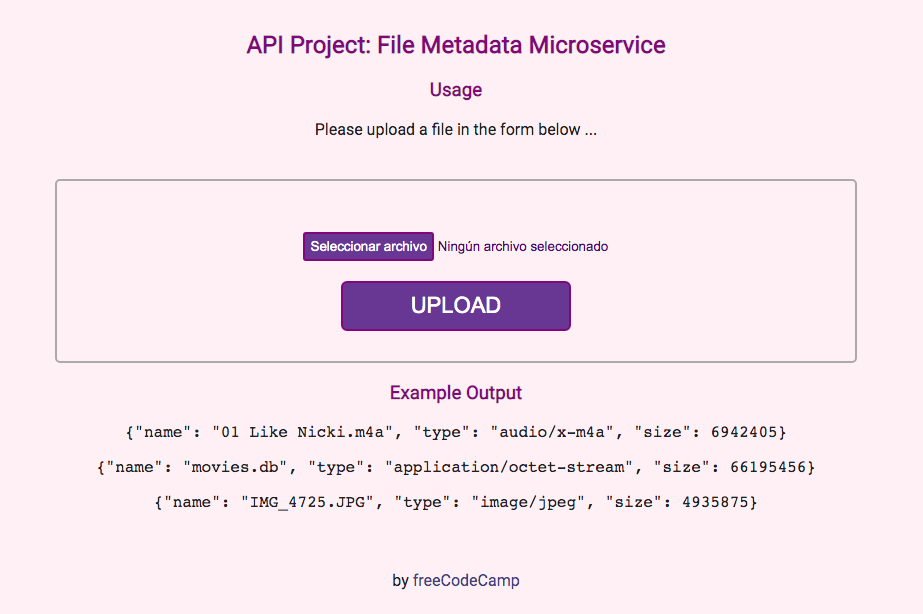 API Project: File Metadata Microservice
Usage
Please upload a file in the form below ...
Seleccionar archivo Ningún archivo seleccionado
UPLOAD
Example Output
{"name": "01 Like Nicki.m4a", "type": "audio/x-m4a", "size": 6942405}
{"name": "movies.db", "type": "application/octet-stream", "size": 66195456}
{"name": "IMG_4725.JPG", "type": "image/jpeg", "size": 4935875}
by freeCodeCamp